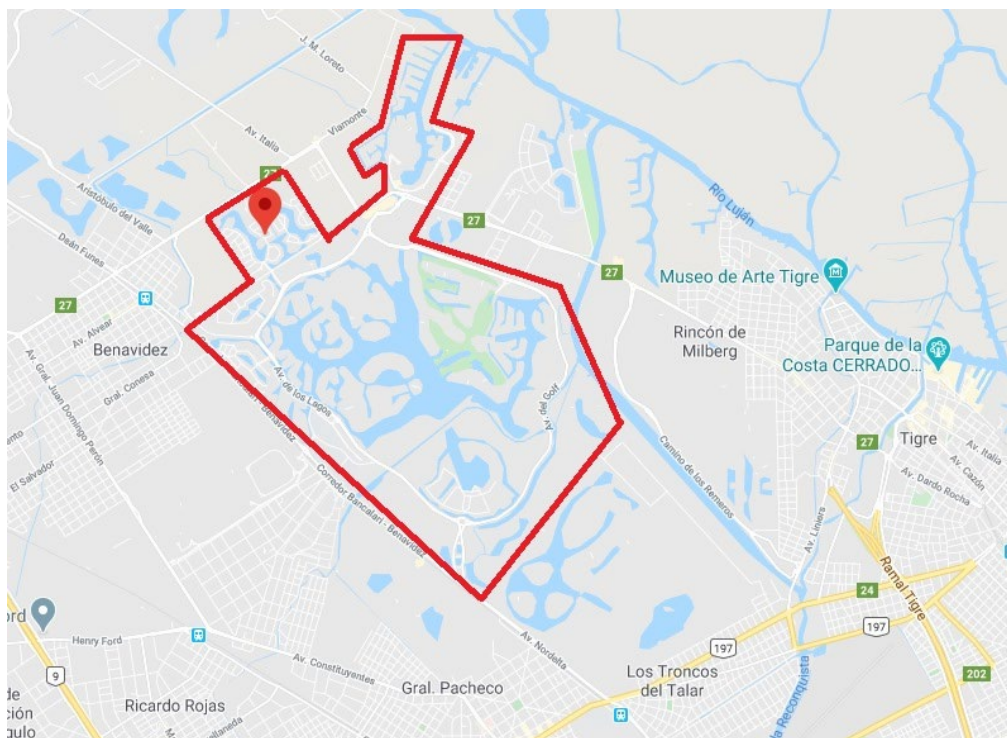 J. M. Loreto
Viamonte
Av. Italia
27
Aristóbulo del Valle
Deán Funes
27
27
Río Luján
27
Museo de Arte Tigre
Av. Alvear
Benavidez
Rincón de
Milberg
Parque de la
Costa CERRADO...
Av. Gral. Juan Domingo Perón
Gral. Conesa
Av. de los Lagos
Benavidez
Av. del Golf
El Salvador
Corredor Bancalari - Benavidez
Camino de los Remeros
27
Tigre
Av. Italia
Av. Cazón
Av. Dardo Rocha
Av. Liniers
Ramal Tigre
24
197
197
Henry Ford
9
Av. Constituyentes
Av. Nordelta
Los Troncos
del Talar
Gral. Pacheco
Ricardo Rojas
202